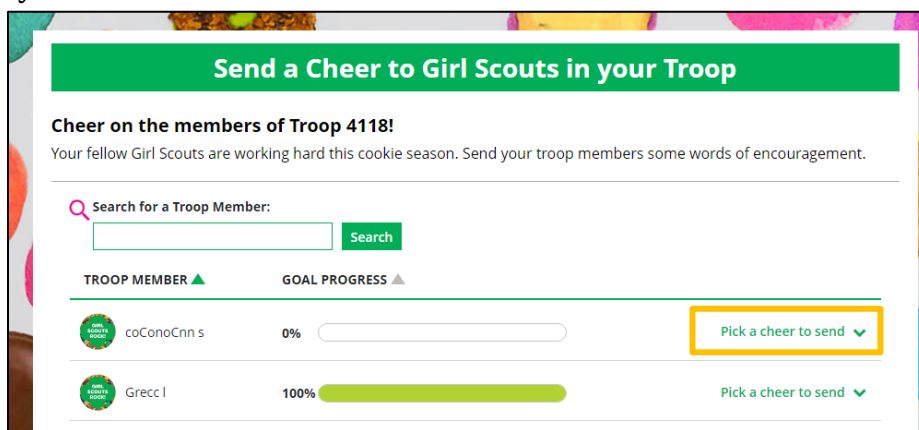 Send a Cheer to Girl Scouts in your Troop
Cheer on the members of Troop 4118!
Your fellow Girl Scouts are working hard this cookie season. Send your troop members some words of encouragement.
Search for a Troop Member:
Search
TROOP MEMBER GOAL PROGRESS
GIRL SCOUTS ROCK! coConoCnn s 0% Pick a cheer to send
GIRL SCOUTS ROCK! Grecc l 100% Pick a cheer to send